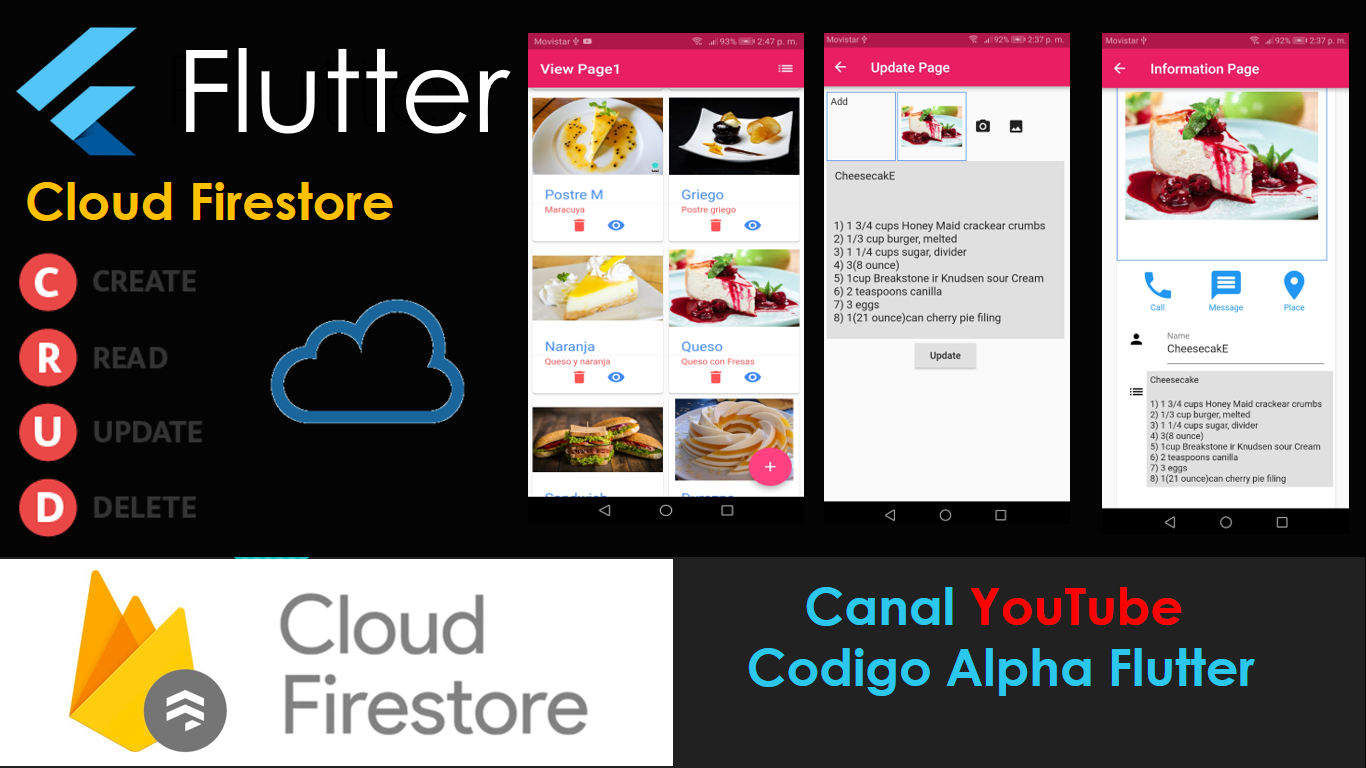 Flutter
Cloud Firestore
C CREATE
R READ
U UPDATE
D DELETE
Movistar 93% 2:47 p. m.
View Page1
Postre M
Maracuya
Griego
Postre griego
Naranja
Queso y naranja
Queso
Queso con Fresas
Sandwich
Durazno
Movistar 92% 2:37 p. m.
Update Page
Add
CheesecakE
1) 1 3/4 cups Honey Maid crackear crumbs
2) 1/3 cup burger, melted
3) 1 1/4 cups sugar, divider
4) 3(8 ounce)
5) 1cup Breakstone ir Knudsen sour Cream
6) 2 teaspoons canilla
7) 3 eggs
8) 1(21 ounce)can cherry pie filing
Update
Movistar 92% 2:37 p. m.
Information Page
Call Message Place
Name
CheesecakE
Cheesecake
1) 1 3/4 cups Honey Maid crackear crumbs
2) 1/3 cup burger, melted
3) 1 1/4 cups sugar, divider
4) 3(8 ounce)
5) 1cup Breakstone ir Knudsen sour Cream
6) 2 teaspoons canilla
7) 3 eggs
8) 1(21 ounce)can cherry pie filing
Cloud
Firestore
Canal YouTube
Codigo Alpha Flutter